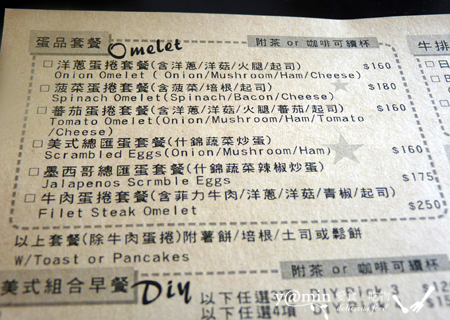 蛋品套餐 Omelet 附茶 or 咖啡可續杯
□ 洋蔥蛋捲套餐(含洋蔥/洋菇/火腿/起司) $160
Onion Omelet ( Onion/Mushroom/Ham/Cheese)
□ 菠菜蛋捲套餐(含菠菜/培根/起司) $180
Spinach Omelet(Spinach/Bacon/Cheese)
□ 蕃茄蛋捲套餐(含洋蔥/洋菇/火腿/蕃茄/起司) $160
Tomato Omelet(Onion/Mushroom/Ham/Tomato
/Cheese)
□ 美式總匯蛋套餐(什錦蔬菜炒蛋)
Scrambled Eggs(Onion/Mushroom/Ham) $160
□ 墨西哥總匯蛋套餐(什錦蔬菜辣椒炒蛋)
Jalapenos Scrmble Eggs $175
□ 牛肉蛋捲套餐(含菲力牛肉/洋蔥/洋菇/青椒/起司)
Filet Steak Omelet $250
以上套餐(除牛肉蛋捲)附薯餅/培根/土司或鬆餅
W/Toast or Pancakes
美式組合早餐 Diy 附茶 or 咖啡可續杯
以下任選
以下任選4項
DIY Pick 3
牛排
□ 日
□
y@min